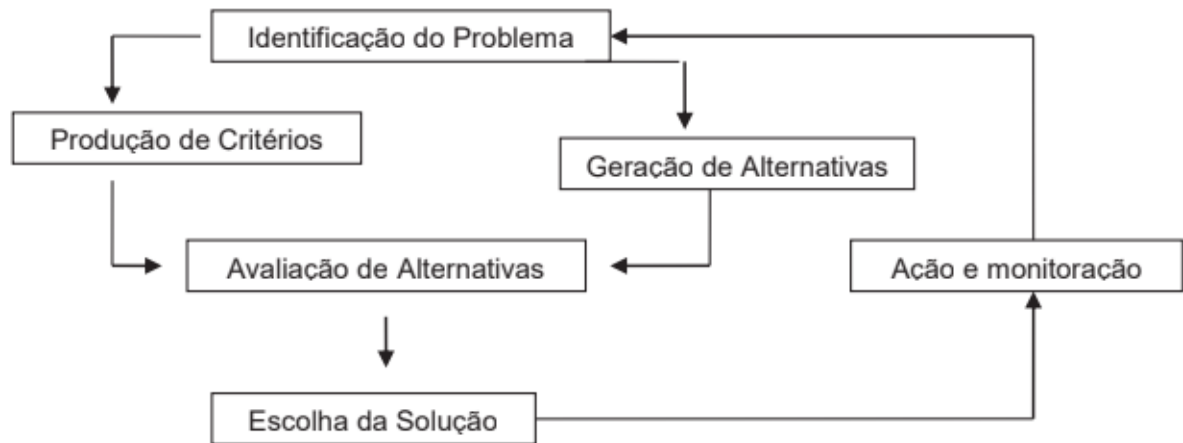 Identificação do Problema
Produção de Critérios
Geração de Alternativas
Avaliação de Alternativas
Ação e monitoração
Escolha da Solução